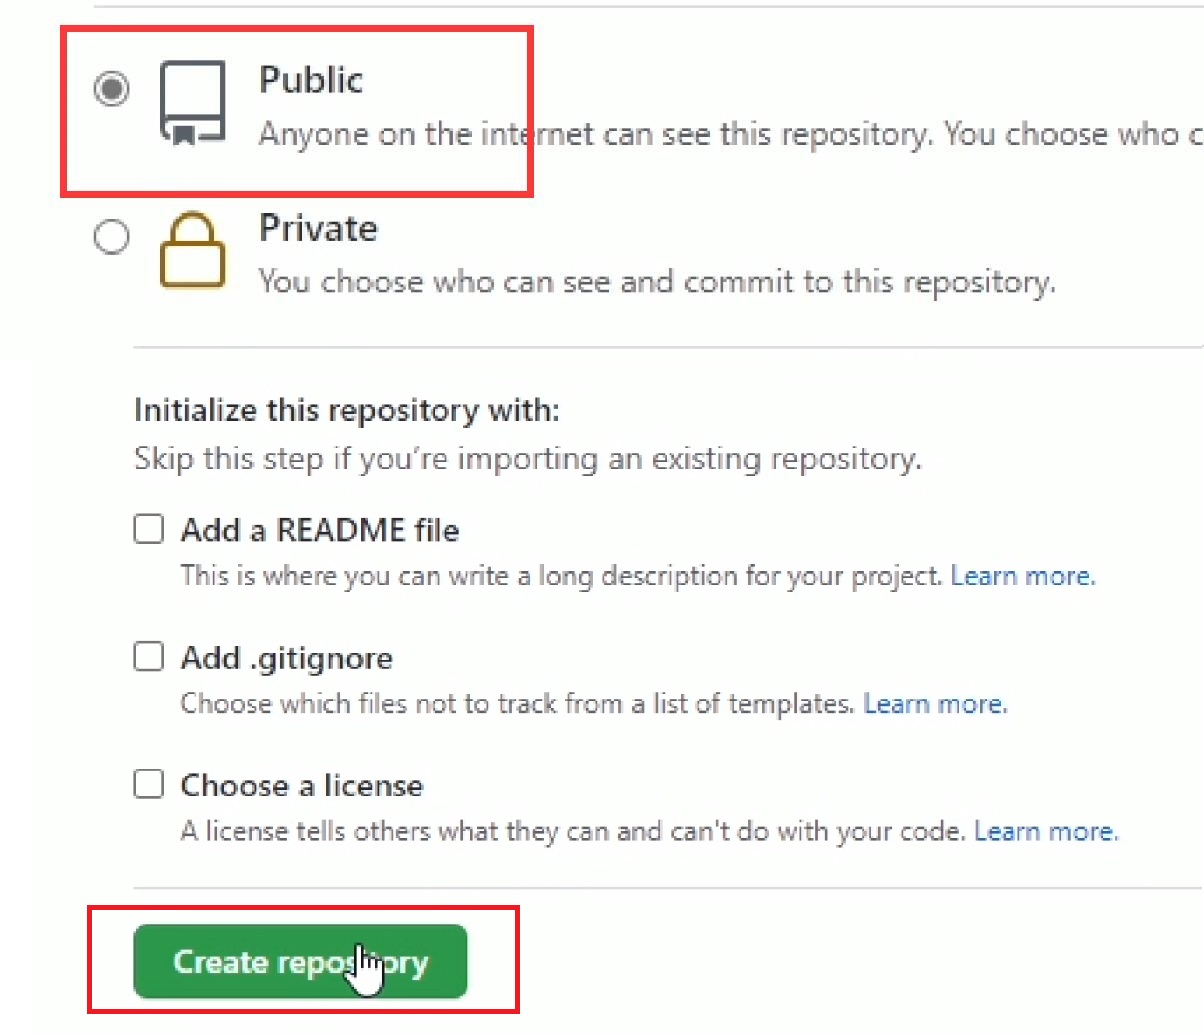 Public
Anyone on the internet can see this repository. You choose who c
Private
You choose who can see and commit to this repository.
Initialize this repository with:
Skip this step if you're importing an existing repository.
Add a README file
This is where you can write a long description for your project. Learn more.
Add .gitignore
Choose which files not to track from a list of templates. Learn more.
Choose a license
A license tells others what they can and can't do with your code. Learn more.
Create repository